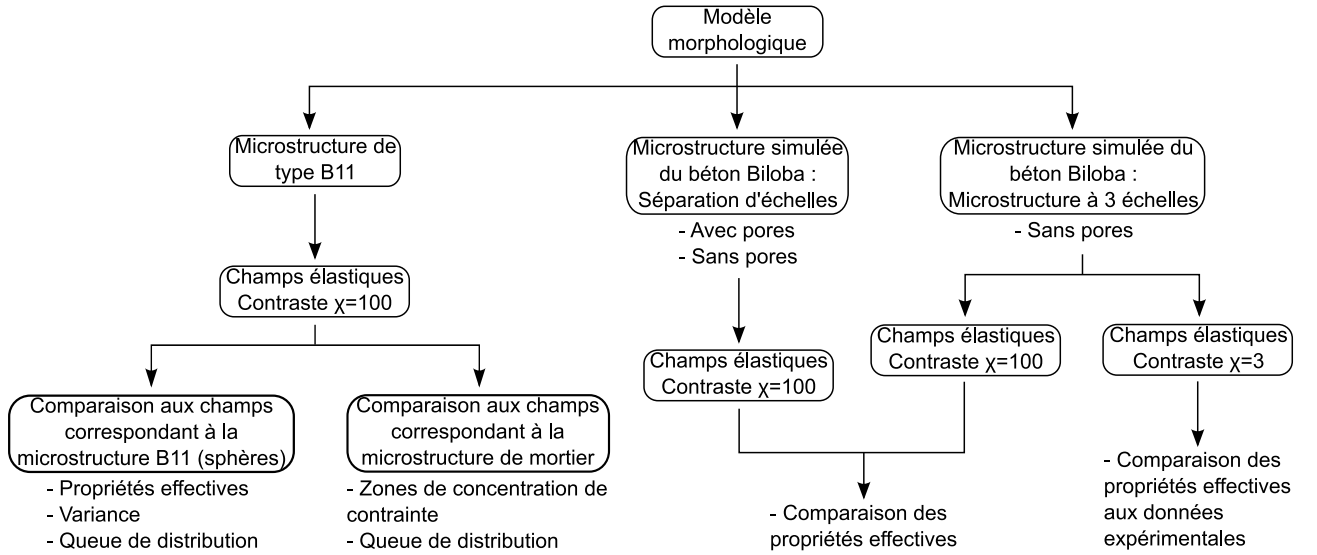 Modèle
morphologique
Microstructure de
type B11
Microstructure simulée
du béton Biloba :
Séparation d'échelles
- Avec pores
- Sans pores
Microstructure simulée du
béton Biloba :
Microstructure à 3 échelles
- Sans pores
Champs élastiques
Contraste χ=100
Champs élastiques
Contraste χ=100
Champs élastiques
Contraste χ=100
Champs élastiques
Contraste χ=3
Comparaison aux champs
correspondant à la
microstructure B11 (sphères)
- Propriétés effectives
- Variance
- Queue de distribution
Comparaison aux champs
correspondant à la
microstructure de mortier
- Zones de concentration de
contrainte
- Queue de distribution
- Comparaison des
propriétés effectives
- Comparaison des
propriétés effectives
aux données
expérimentales